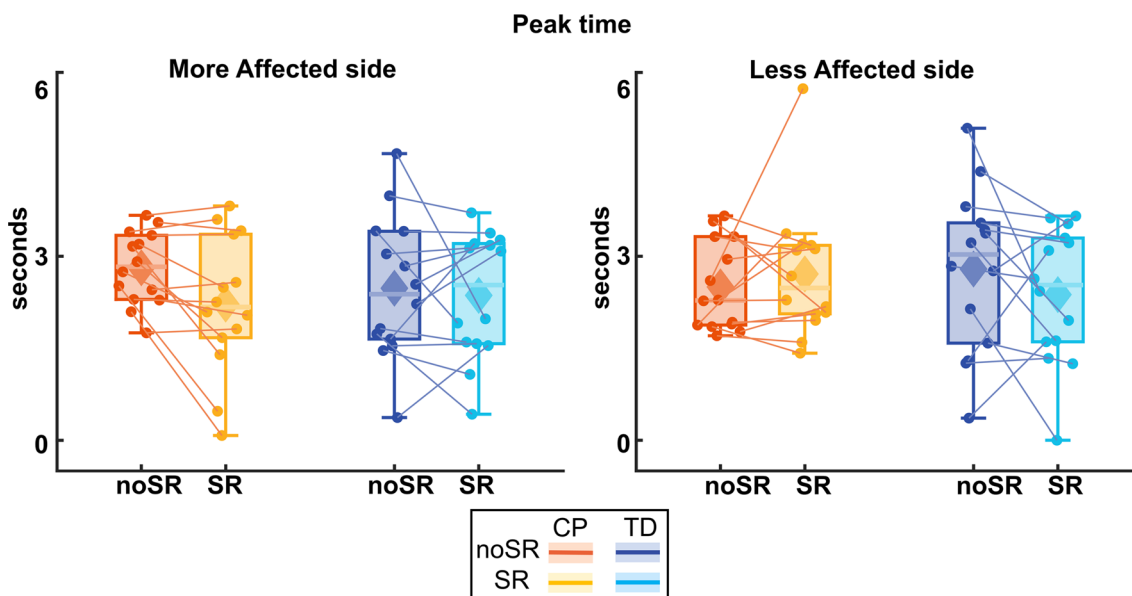 Peak time
More Affected side
Less Affected side
6
3
0
seconds
noSR SR
noSR SR
6
3
0
seconds
noSR SR
noSR SR
CP TD
noSR
SR